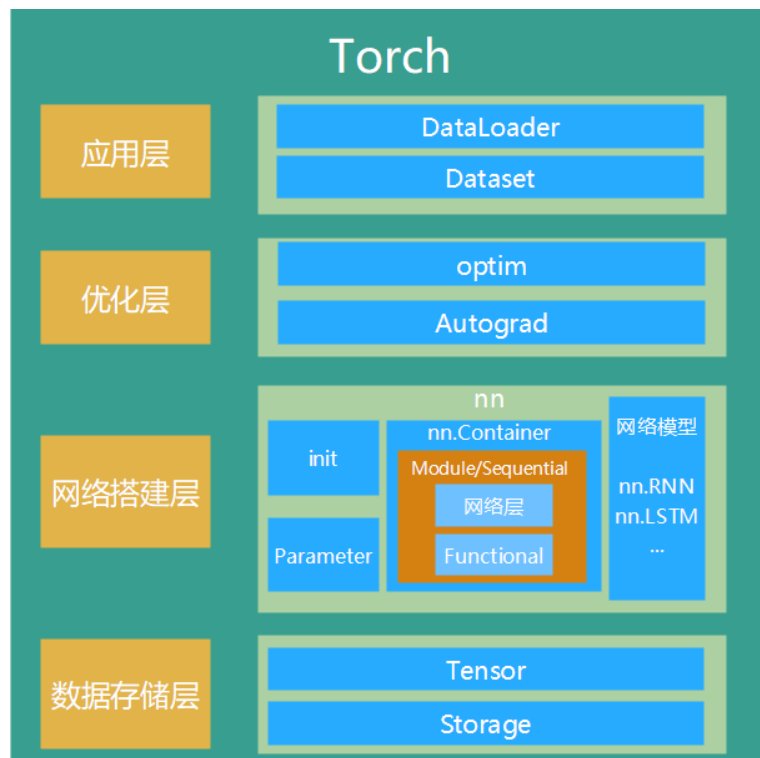 Torch
应用层
DataLoader
Dataset
优化层
optim
Autograd
网络搭建层
nn
init
Parameter
nn.Container
Module/Sequential
网络层
Functional
网络模型
nn.RNN
nn.LSTM
...
数据存储层
Tensor
Storage